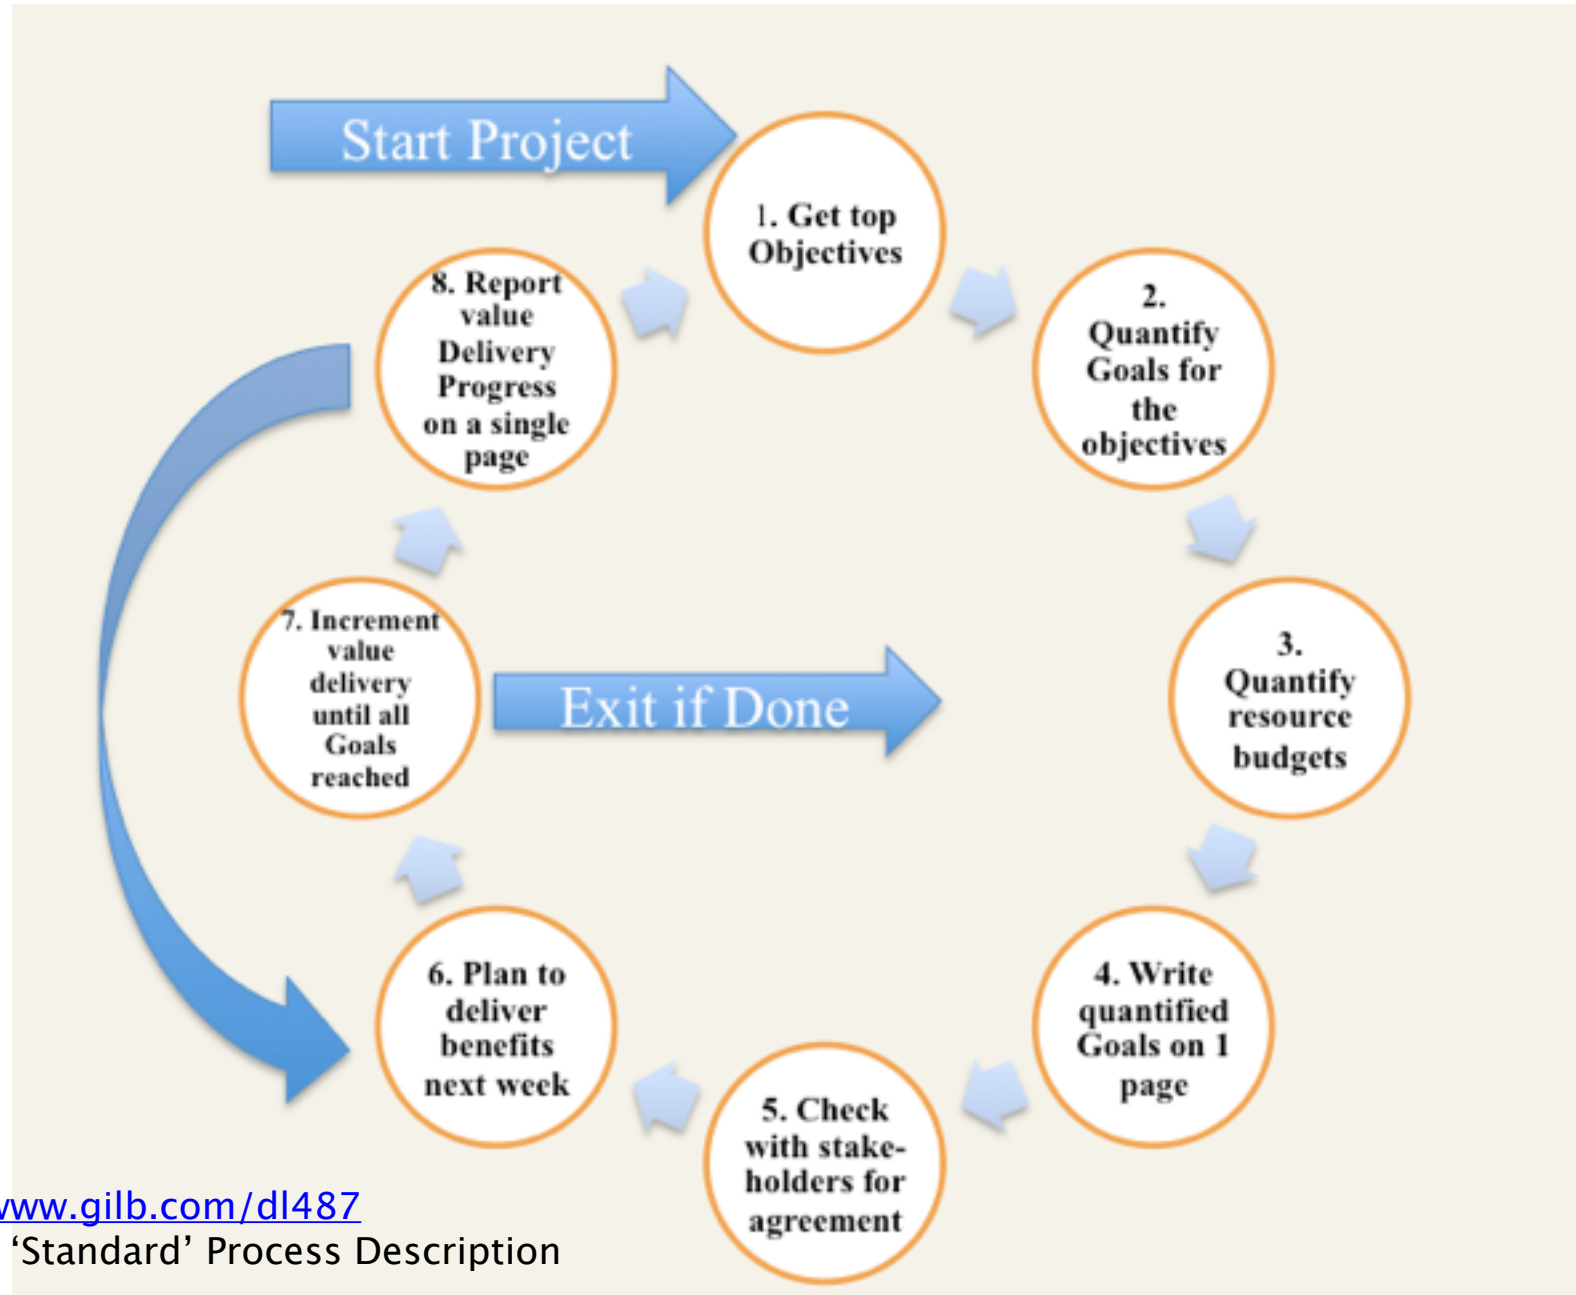 Start Project
1. Get top
Objectives
2.
Quantify
Goals for
the
objectives
3.
Quantify
resource
budgets
4. Write
quantified
Goals on 1
page
5. Check
with stake-
holders for
agreement
6. Plan to
deliver
benefits
next week
7. Increment
value
delivery
until all
Goals
reached
Exit if Done
8. Report
value
Delivery
Progress
on a single
page
www.gilb.com/dl487
‘Standard’ Process Description